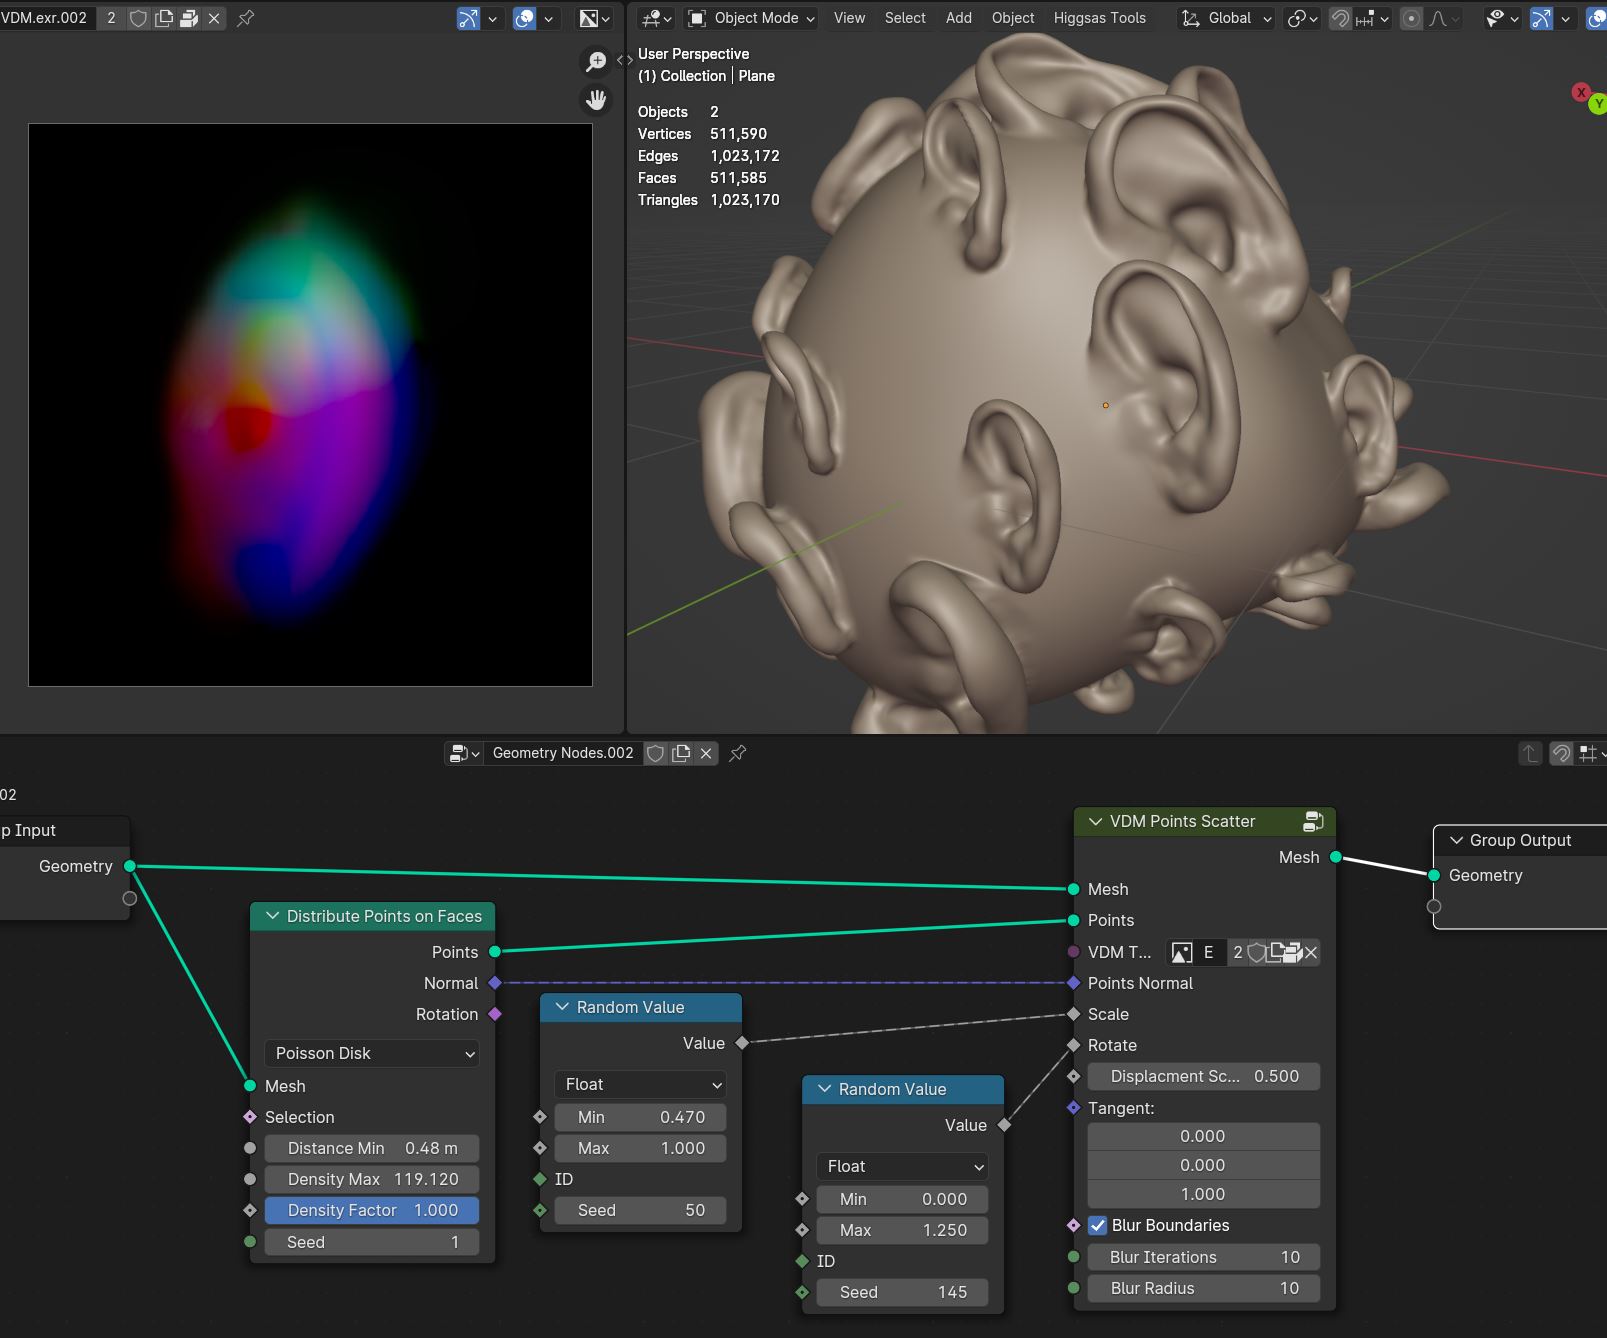 VDM.exr.002 2
Object Mode View Select Add Object Higgsas Tools Global
User Perspective
(1) Collection | Plane
Objects 2
Vertices 511,590
Edges 1,023,172
Faces 511,585
Triangles 1,023,170
X
Y
Geometry Nodes.002
02
p Input
Geometry
Distribute Points on Faces
Points
Normal
Rotation
Poisson Disk
Mesh
Selection
Distance Min 0.48 m
Density Max 119.120
Density Factor 1.000
Seed 1
Random Value
Value
Float
Min 0.470
Max 1.000
ID
Seed 50
Random Value
Value
Float
Min 0.000
Max 1.250
ID
Seed 145
VDM Points Scatter
Mesh
Mesh
Points
VDM T... E 2
Points Normal
Scale
Rotate
Displacment Sc... 0.500
Tangent:
0.000
0.000
1.000
Blur Boundaries
Blur Iterations 10
Blur Radius 10
Group Output
Geometry